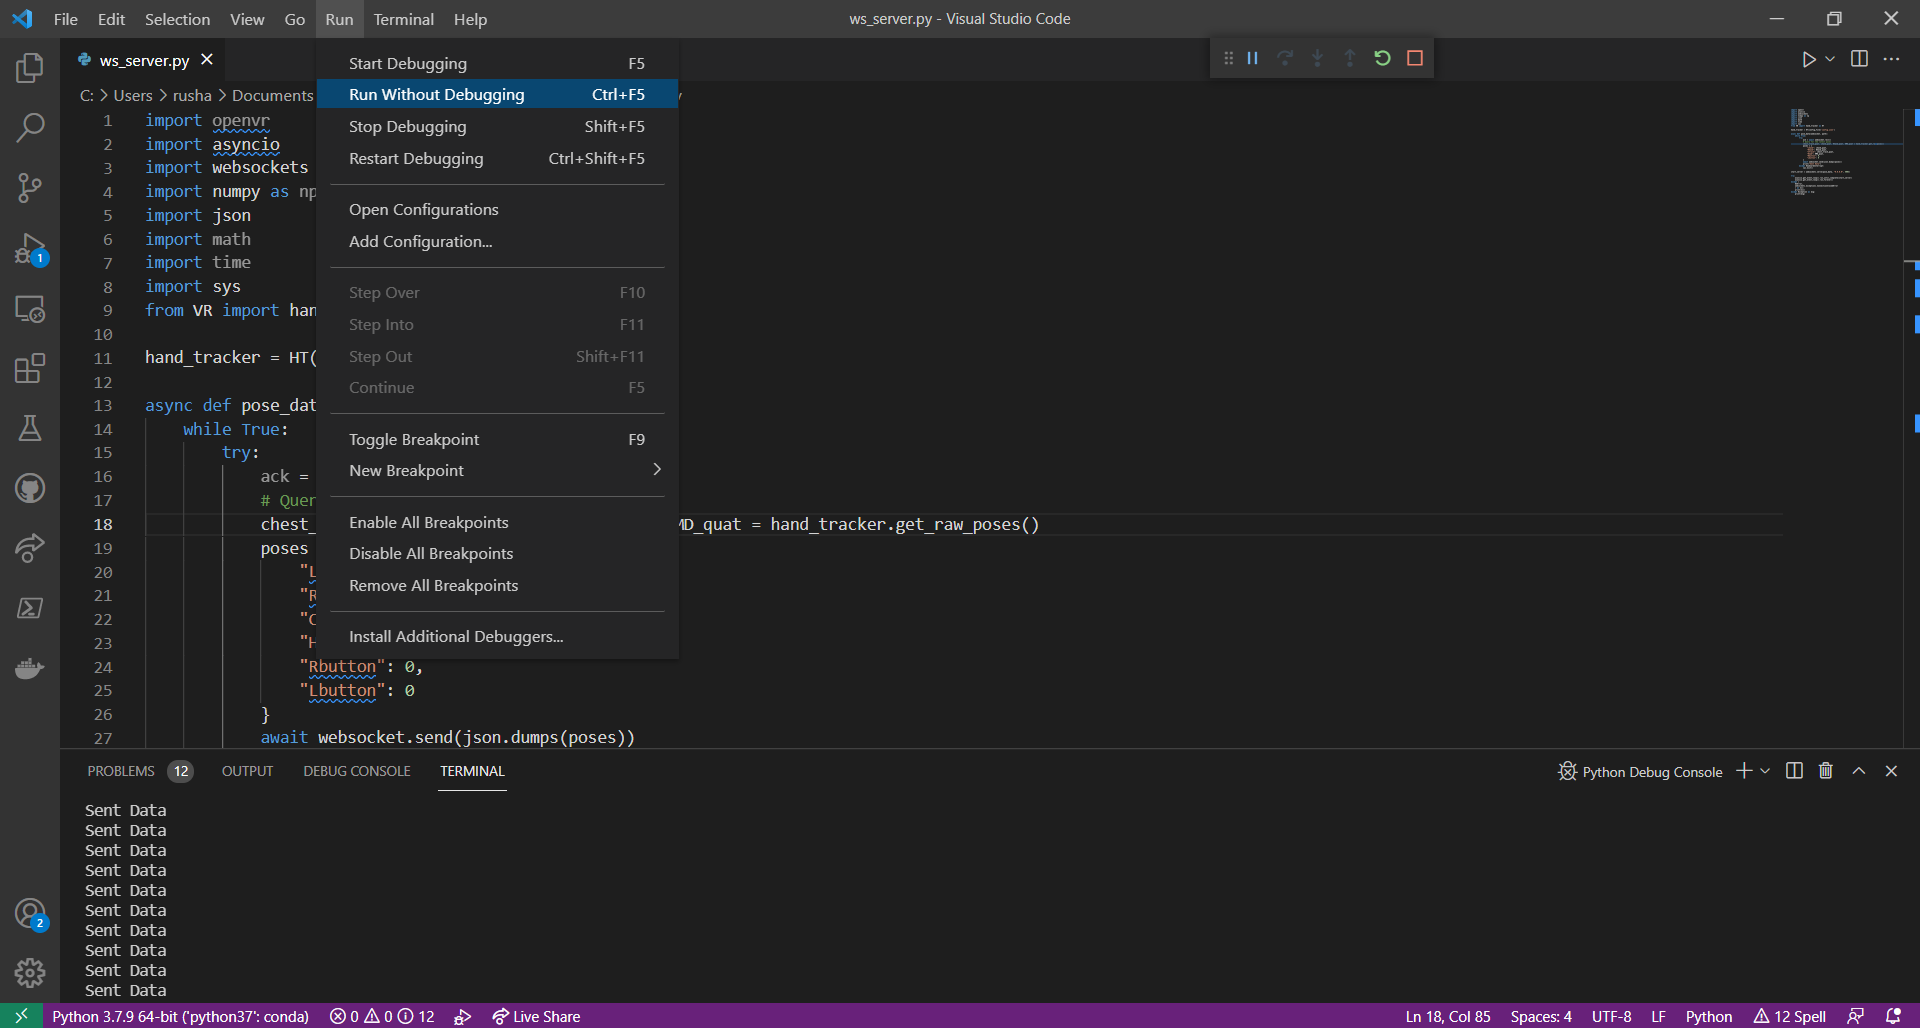 File Edit Selection View Go Run Terminal Help
ws_server.py - Visual Studio Code
ws_server.py
C: > Users > rusha > Documents
Start Debugging F5
Run Without Debugging Ctrl+F5
Stop Debugging Shift+F5
Restart Debugging Ctrl+Shift+F5
Open Configurations
Add Configuration...
Step Over F10
Step Into F11
Step Out Shift+F11
Continue F5
Toggle Breakpoint F9
New Breakpoint
Enable All Breakpoints
Disable All Breakpoints
Remove All Breakpoints
Install Additional Debuggers...
1 import openvr
2 import asyncio
3 import websockets
4 import numpy as np
5 import json
6 import math
7 import time
8 import sys
9 from VR import han
10
11 hand_tracker = HT(
12
13 async def pose_dat
14 while True:
15 try:
16 ack =
17 # Quer
18 chest_ MD_quat = hand_tracker.get_raw_poses()
19 poses
20 "L
21 "R
22 "C
23 "H
24 "Rbutton": 0,
25 "Lbutton": 0
26 }
27 await websocket.send(json.dumps(poses))
1
2
PROBLEMS 12 OUTPUT DEBUG CONSOLE TERMINAL
Python Debug Console
Sent Data
Sent Data
Sent Data
Sent Data
Sent Data
Sent Data
Sent Data
Sent Data
Sent Data
Sent Data
Python 3.7.9 64-bit ('python37': conda) 0 0 12 Live Share
Ln 18, Col 85 Spaces: 4 UTF-8 LF Python 12 Spell